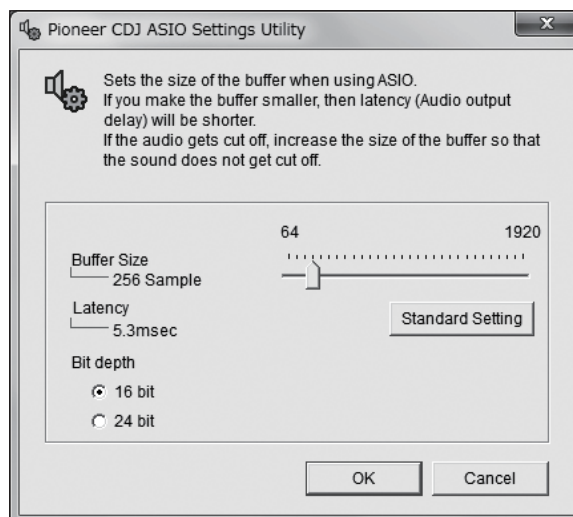 Pioneer CDJ ASIO Settings Utility
Sets the size of the buffer when using ASIO.
If you make the buffer smaller, then latency (Audio output
delay) will be shorter.
If the audio gets cut off, increase the size of the buffer so that
the sound does not get cut off.
64 1920
Buffer Size
256 Sample
Latency
5.3msec
Standard Setting
Bit depth
16 bit
24 bit
OK Cancel